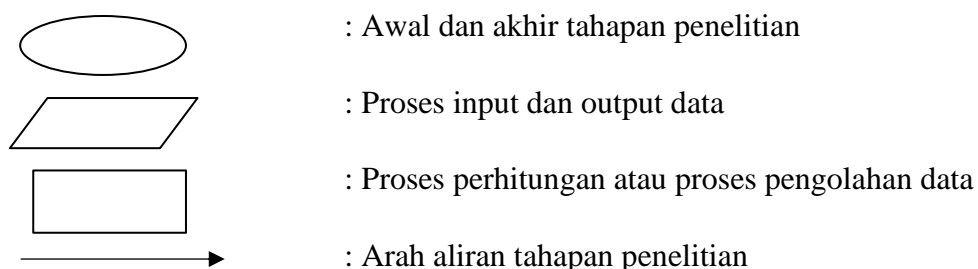 : Awal dan akhir tahapan penelitian
: Proses input dan output data
: Proses perhitungan atau proses pengolahan data
: Arah aliran tahapan penelitian